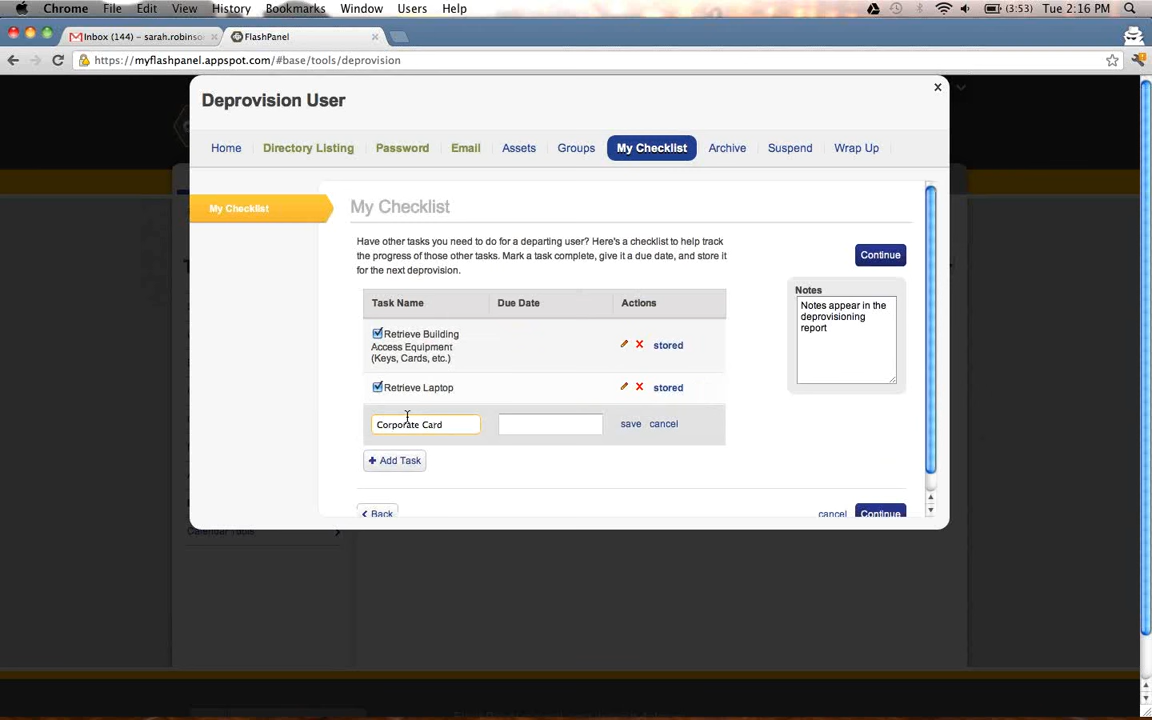 Chrome File Edit View History Bookmarks Window Users Help (3:53) Tue 2:16 PM
Inbox (144) – sarah.robinso: × FlashPanel ×
https://myflashpanel.appspot.com/#base/tools/deprovision
Deprovision User ×
Home Directory Listing Password Email Assets Groups My Checklist Archive Suspend Wrap Up
My Checklist
My Checklist
Have other tasks you need to do for a departing user? Here's a checklist to help track
the progress of those other tasks. Mark a task complete, give it a due date, and store it
for the next deprovision.
Continue
Notes
Notes appear in the
deprovisioning
report
Task Name Due Date Actions
Retrieve Building
Access Equipment
(Keys, Cards, etc.)
stored
Retrieve Laptop stored
Corporate Card save cancel
+ Add Task
Back cancel Continue
Calendar Tools